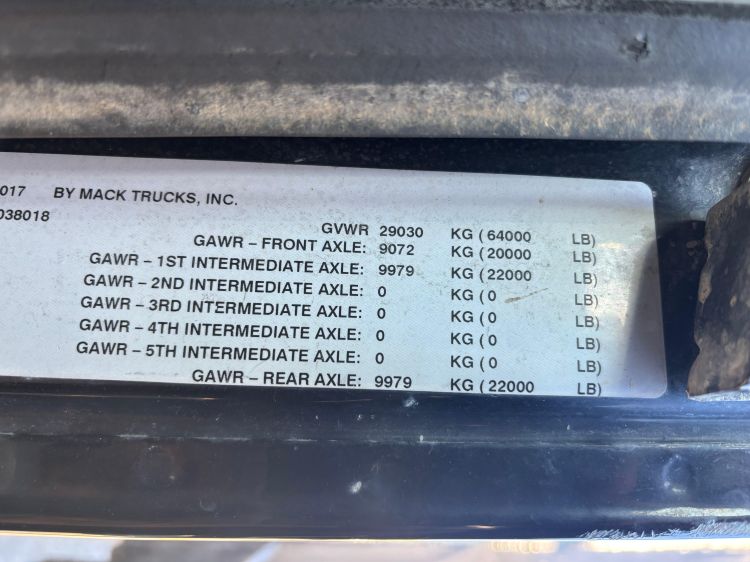 017 BY MACK TRUCKS, INC.
038018
GVWR 29030 KG ( 64000 LB)
GAWR – FRONT AXLE: 9072 KG ( 20000 LB)
GAWR – 1ST INTERMEDIATE AXLE: 9979 KG ( 22000 LB)
GAWR – 2ND INTERMEDIATE AXLE: 0 KG ( 0 LB)
GAWR – 3RD INTERMEDIATE AXLE: 0 KG ( 0 LB)
GAWR – 4TH INTERMEDIATE AXLE: 0 KG ( 0 LB)
GAWR – 5TH INTERMEDIATE AXLE: 0 KG ( 0 LB)
GAWR – REAR AXLE: 9979 KG ( 22000 LB)